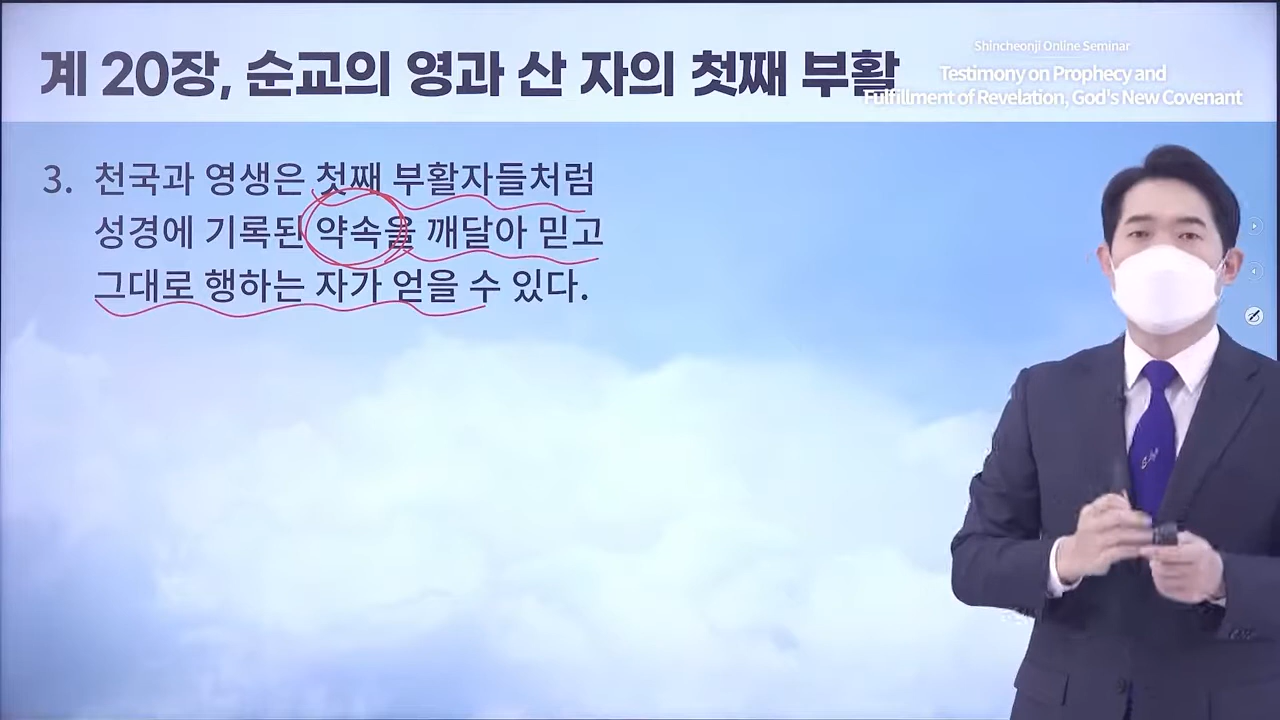 계 20장, 순교의 영과 산 자의 첫째 부활
Shincheonji Online Seminar
Testimony on Prophecy and
Fulfillment of Revelation, God's New Covenant
3. 천국과 영생은 첫째 부활자들처럼
성경에 기록된 약속을 깨달아 믿고
그대로 행하는 자가 얻을 수 있다.